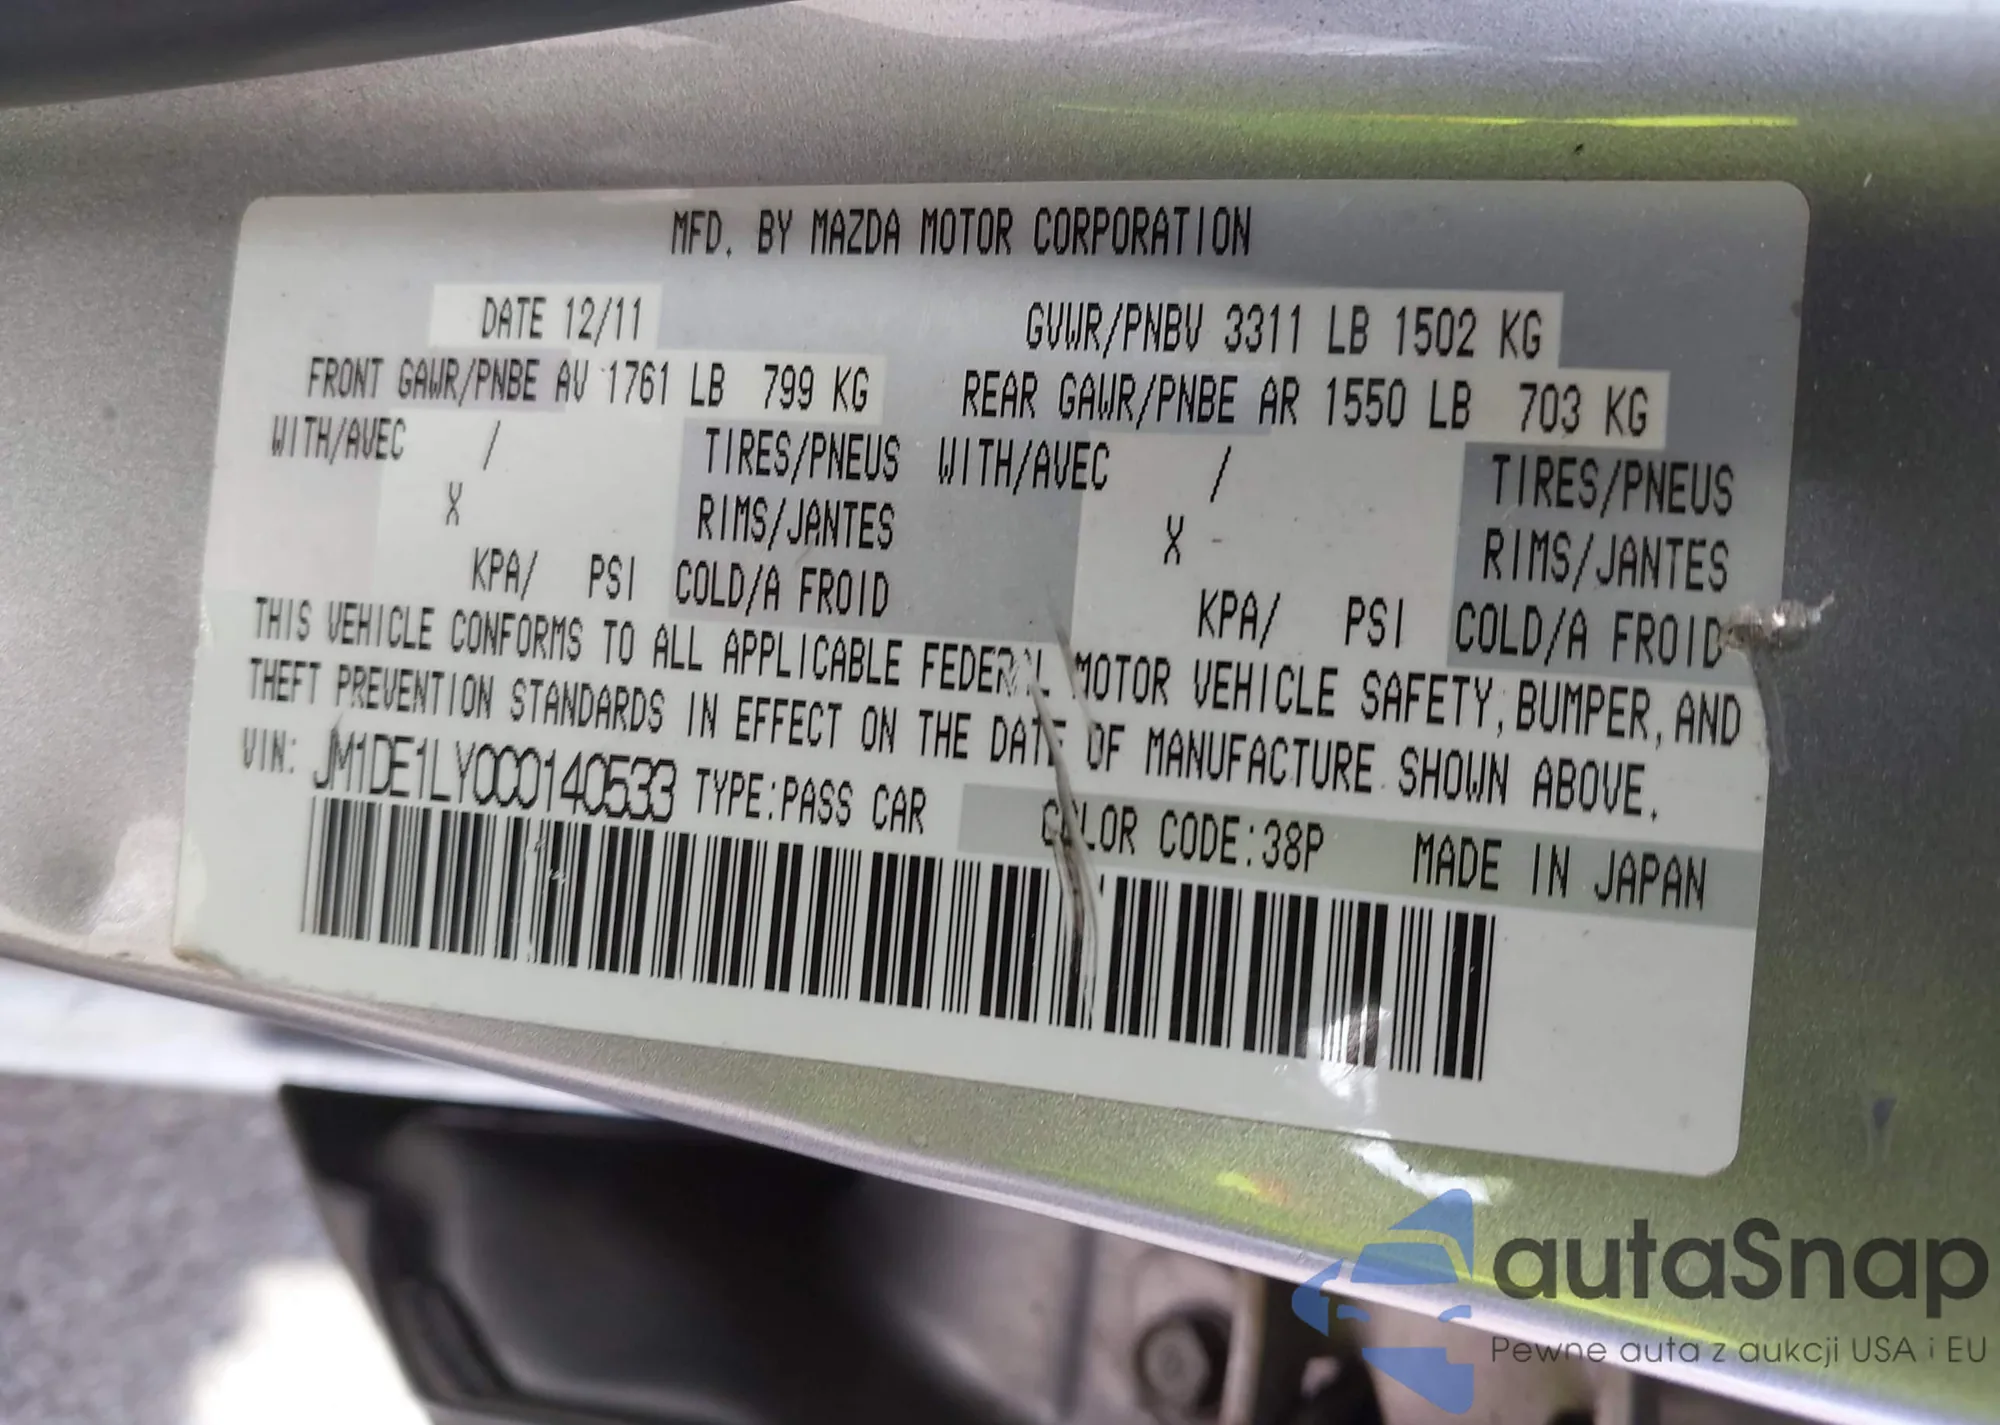 MFD. BY MAZDA MOTOR CORPORATION
DATE 12/11 GVWR/PNBV 3311 LB 1502 KG
FRONT GAWR/PNBE AV 1761 LB 799 KG REAR GAWR/PNBE AR 1550 LB 703 KG
WITH/AVEC / TIRES/PNEUS WITH/AVEC / TIRES/PNEUS
X RIMS/JANTES X - RIMS/JANTES
KPA/ PSI COLD/A FROID KPA/ PSI COLD/A FROID
THIS VEHICLE CONFORMS TO ALL APPLICABLE FEDERAL MOTOR VEHICLE SAFETY, BUMPER, AND
THEFT PREVENTION STANDARDS IN EFFECT ON THE DATE OF MANUFACTURE SHOWN ABOVE.
VIN: JM1DE1LY0C0140533 TYPE:PASS CAR COLOR CODE:38P MADE IN JAPAN
autaSnap
Pewne auta z aukcji USA i EU